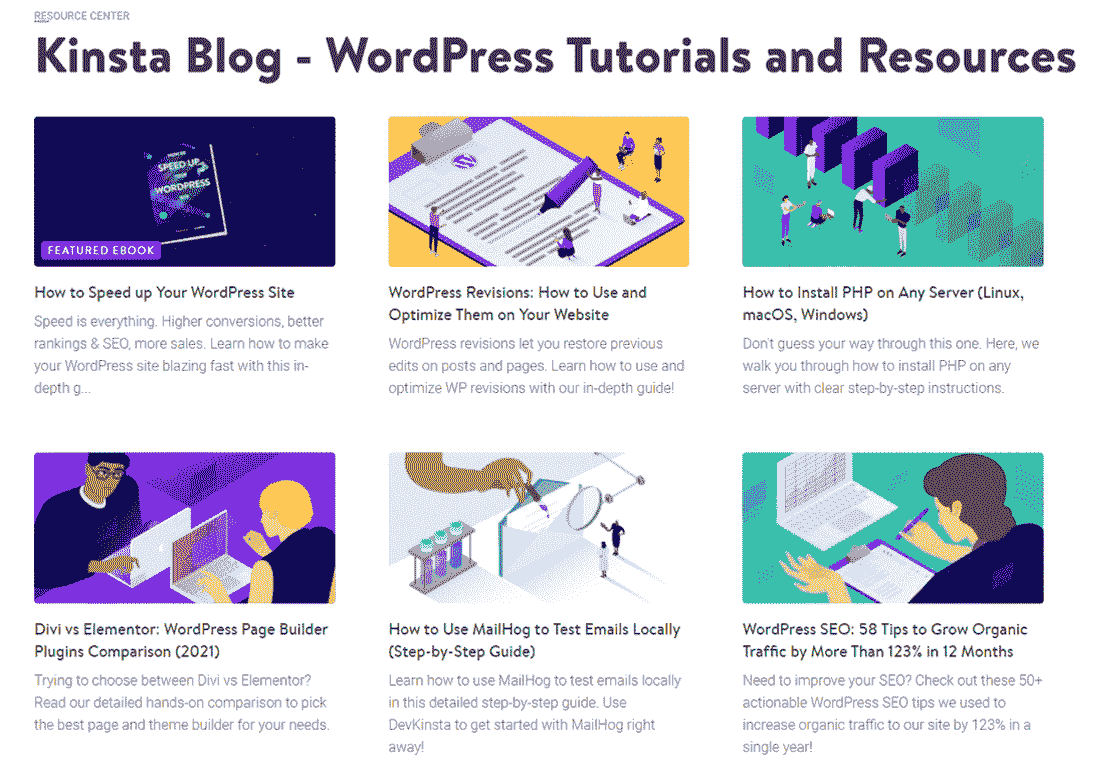 RESOURCE CENTER
Kinsta Blog - WordPress Tutorials and Resources
HOW TO
SPEED UP
YOUR
WORDPRESS
SITE
FEATURED EBOOK
How to Speed up Your WordPress Site
Speed is everything. Higher conversions, better
rankings & SEO, more sales. Learn how to make
your WordPress site blazing fast with this in-
depth g...
WordPress Revisions: How to Use and
Optimize Them on Your Website
WordPress revisions let you restore previous
edits on posts and pages. Learn how to use and
optimize WP revisions with our in-depth guide!
How to Install PHP on Any Server (Linux,
macOS, Windows)
Don't guess your way through this one. Here, we
walk you through how to install PHP on any
server with clear step-by-step instructions.
Divi vs Elementor: WordPress Page Builder
Plugins Comparison (2021)
Trying to choose between Divi vs Elementor?
Read our detailed hands-on comparison to pick
the best page and theme builder for your needs.
How to Use MailHog to Test Emails Locally
(Step-by-Step Guide)
Learn how to use MailHog to test emails locally
in this detailed step-by-step guide. Use
DevKinsta to get started with MailHog right
away!
WordPress SEO: 58 Tips to Grow Organic
Traffic by More Than 123% in 12 Months
Need to improve your SEO? Check out these 50+
actionable WordPress SEO tips we used to
increase organic traffic to our site by 123% in a
single year!